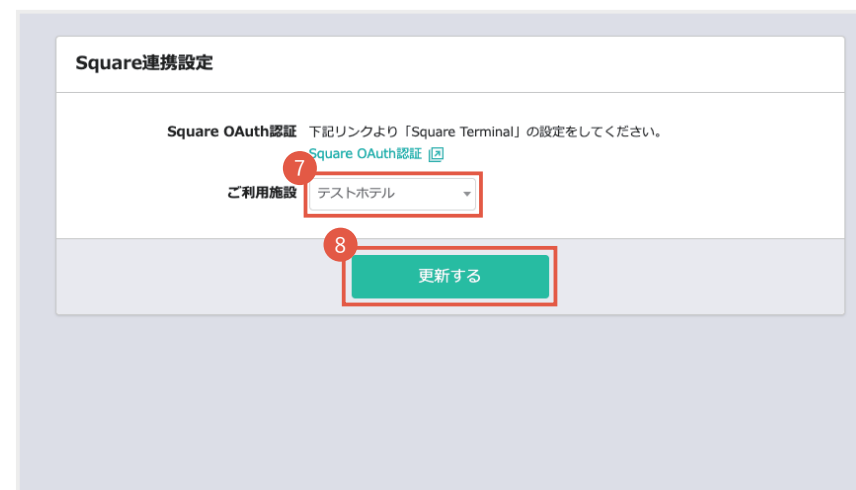 Square連携設定
Square OAuth認証 下記リンクより「Square Terminal」の設定をしてください。
Square OAuth認証
7
ご利用施設 テストホテル
8
更新する